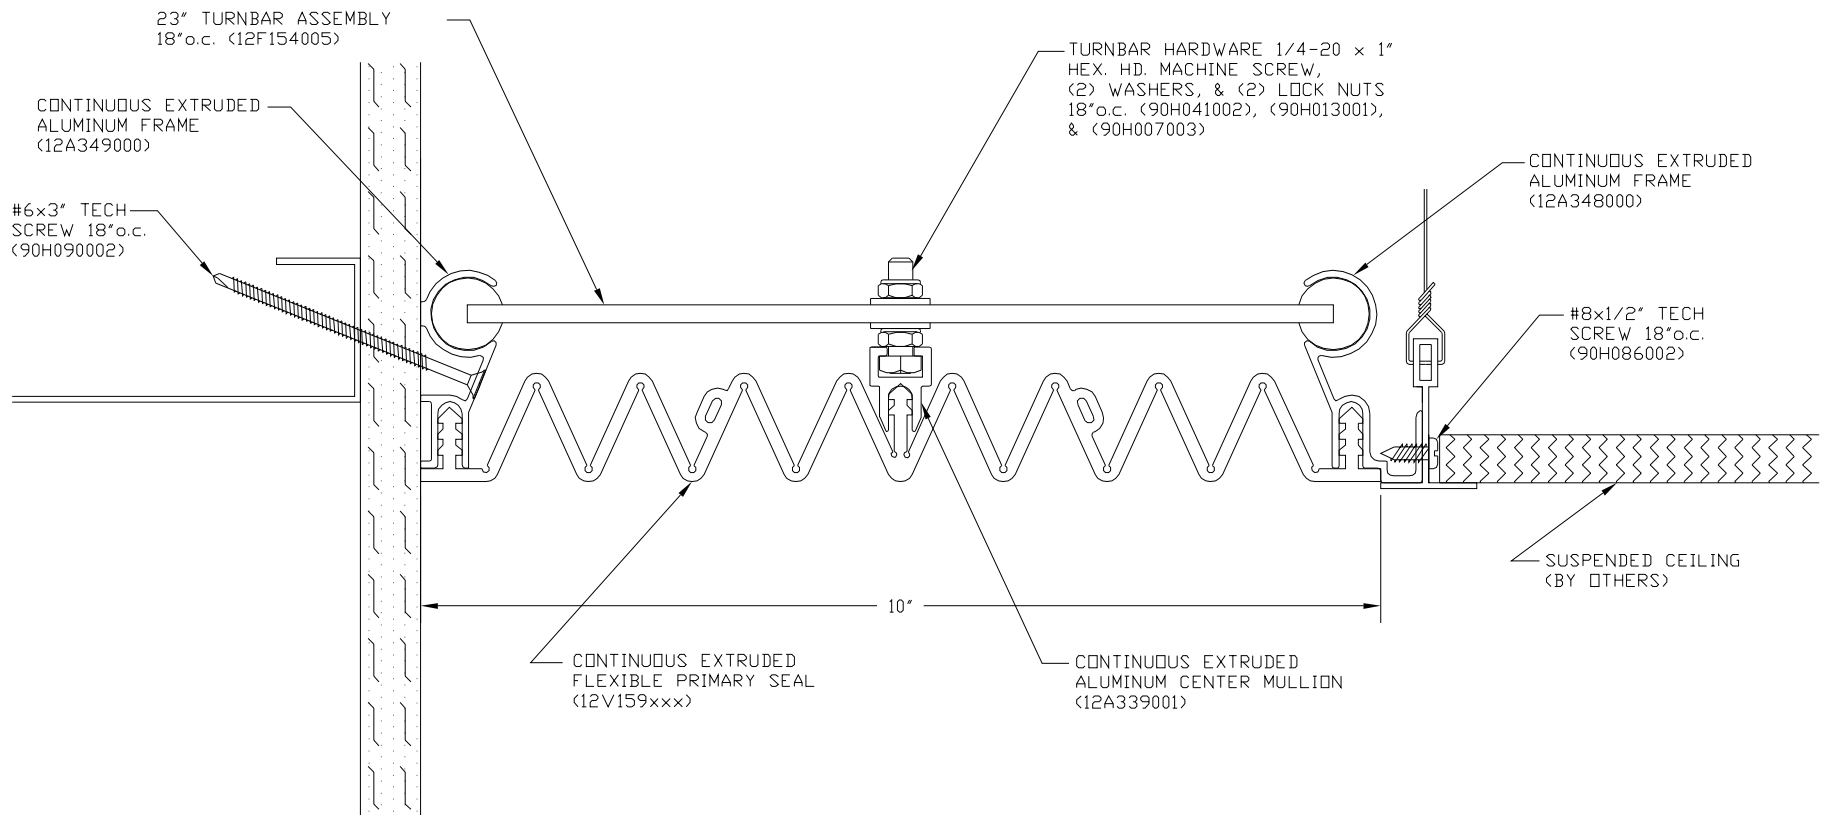 23" TURNBAR ASSEMBLY
18"o.c. (12F154005)
TURNBAR HARDWARE 1/4-20 x 1"
HEX. HD. MACHINE SCREW,
(2) WASHERS, & (2) LOCK NUTS
18"o.c. (90H041002), (90H013001),
& (90H007003)
CONTINUOUS EXTRUDED
ALUMINUM FRAME
(12A349000)
CONTINUOUS EXTRUDED
ALUMINUM FRAME
(12A348000)
#6x3" TECH
SCREW 18"o.c.
(90H090002)
#8x1/2" TECH
SCREW 18"o.c.
(90H086002)
SUSPENDED CEILING
(BY OTHERS)
10"
CONTINUOUS EXTRUDED
FLEXIBLE PRIMARY SEAL
(12V159xxx)
CONTINUOUS EXTRUDED
ALUMINUM CENTER MULLION
(12A339001)